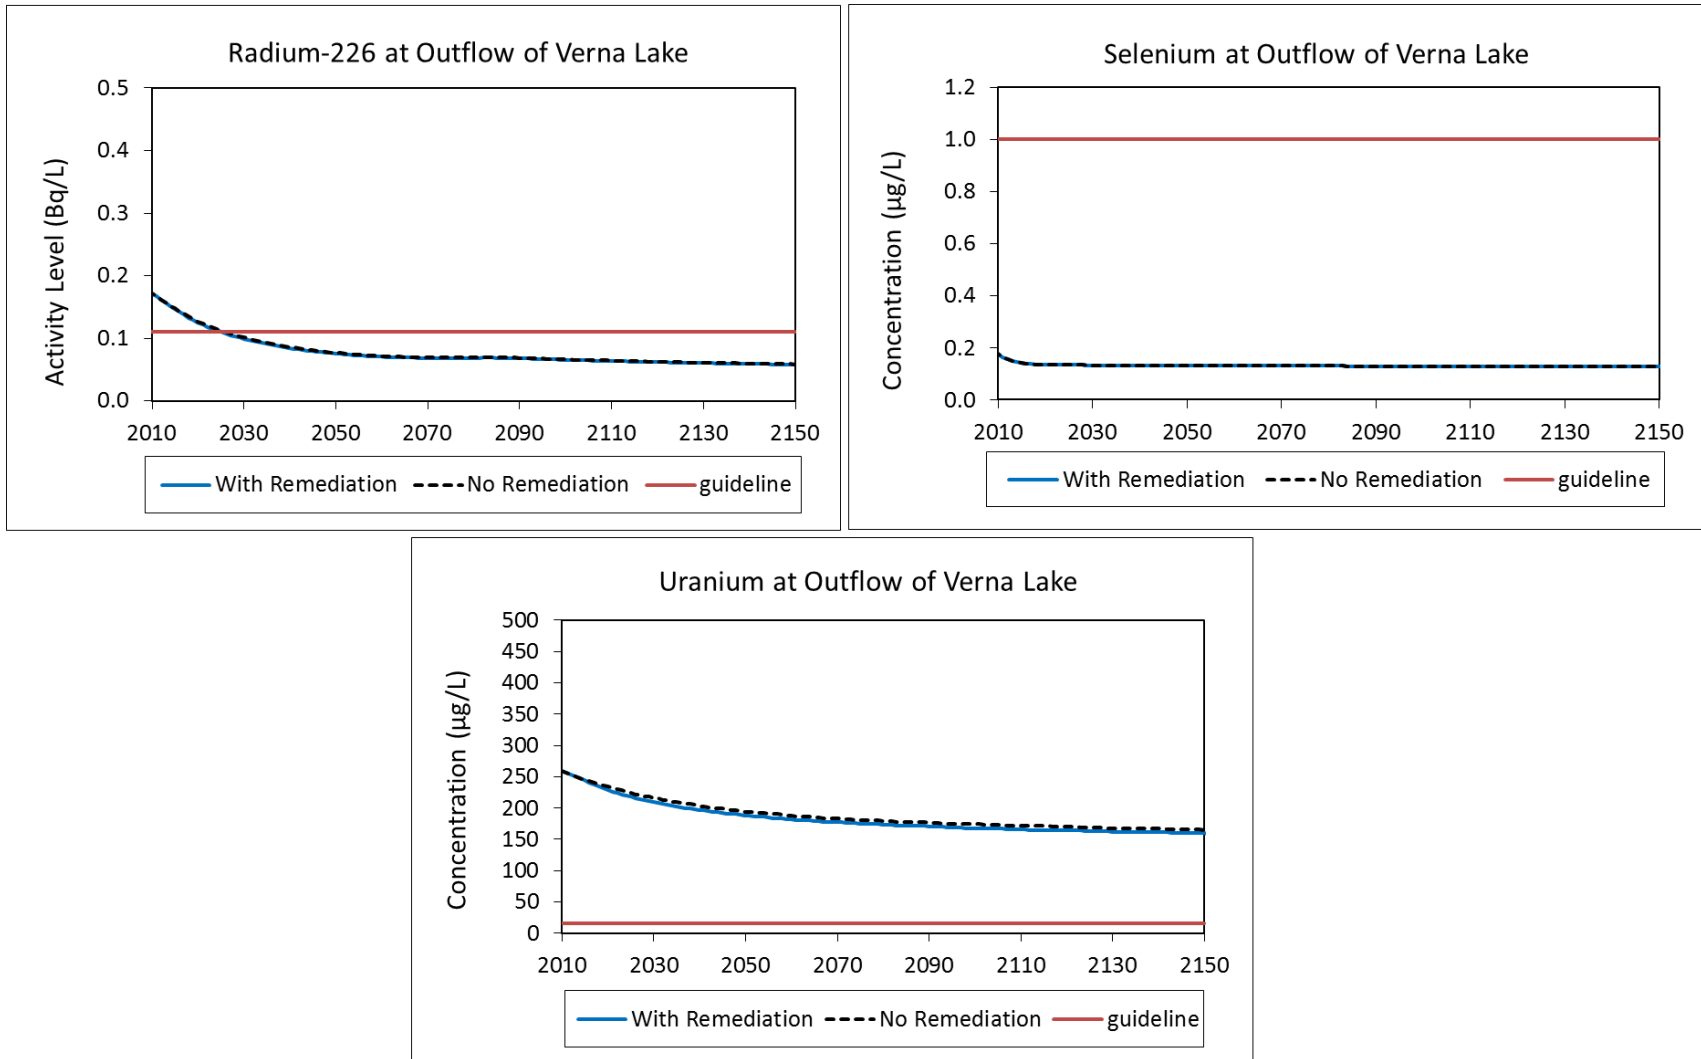 Radium-226 at Outflow of Verna Lake
Activity Level (Bq/L)
0.5
0.4
0.3
0.2
0.1
0.0
2010 2030 2050 2070 2090 2110 2130 2150
With Remediation No Remediation guideline
Selenium at Outflow of Verna Lake
Concentration (µg/L)
1.2
1.0
0.8
0.6
0.4
0.2
0.0
2010 2030 2050 2070 2090 2110 2130 2150
With Remediation No Remediation guideline
Uranium at Outflow of Verna Lake
Concentration (µg/L)
500
450
400
350
300
250
200
150
100
50
0
2010 2030 2050 2070 2090 2110 2130 2150
With Remediation No Remediation guideline